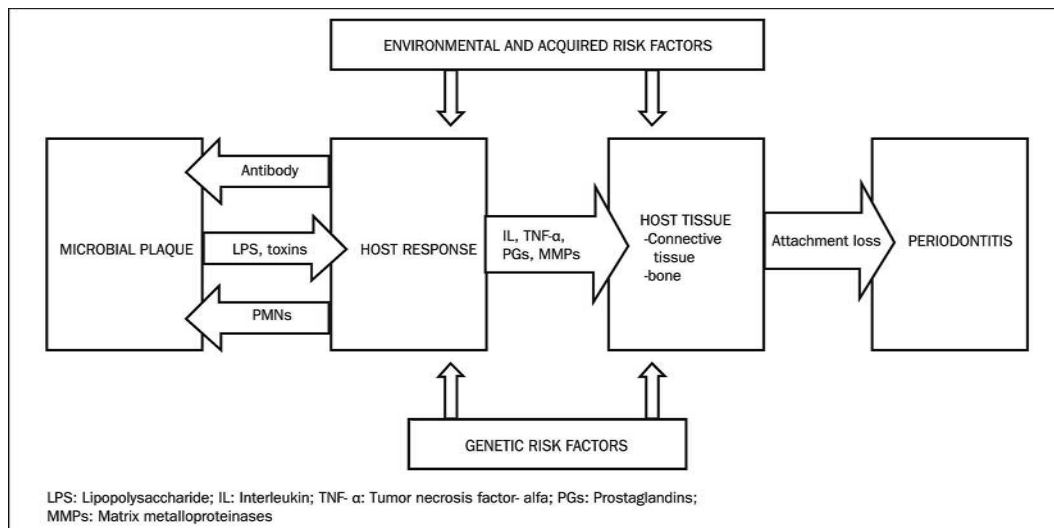 ENVIRONMENTAL AND ACQUIRED RISK FACTORS
MICROBIAL PLAQUE
Antibody
LPS, toxins
PMNs
HOST RESPONSE
IL, TNF-α,
PGs, MMPs
HOST TISSUE
-Connective
tissue
-bone
Attachment loss
PERIODONTITIS
GENETIC RISK FACTORS
LPS: Lipopolysaccharide; IL: Interleukin; TNF- α: Tumor necrosis factor- alfa; PGs: Prostaglandins;
MMPs: Matrix metalloproteinases